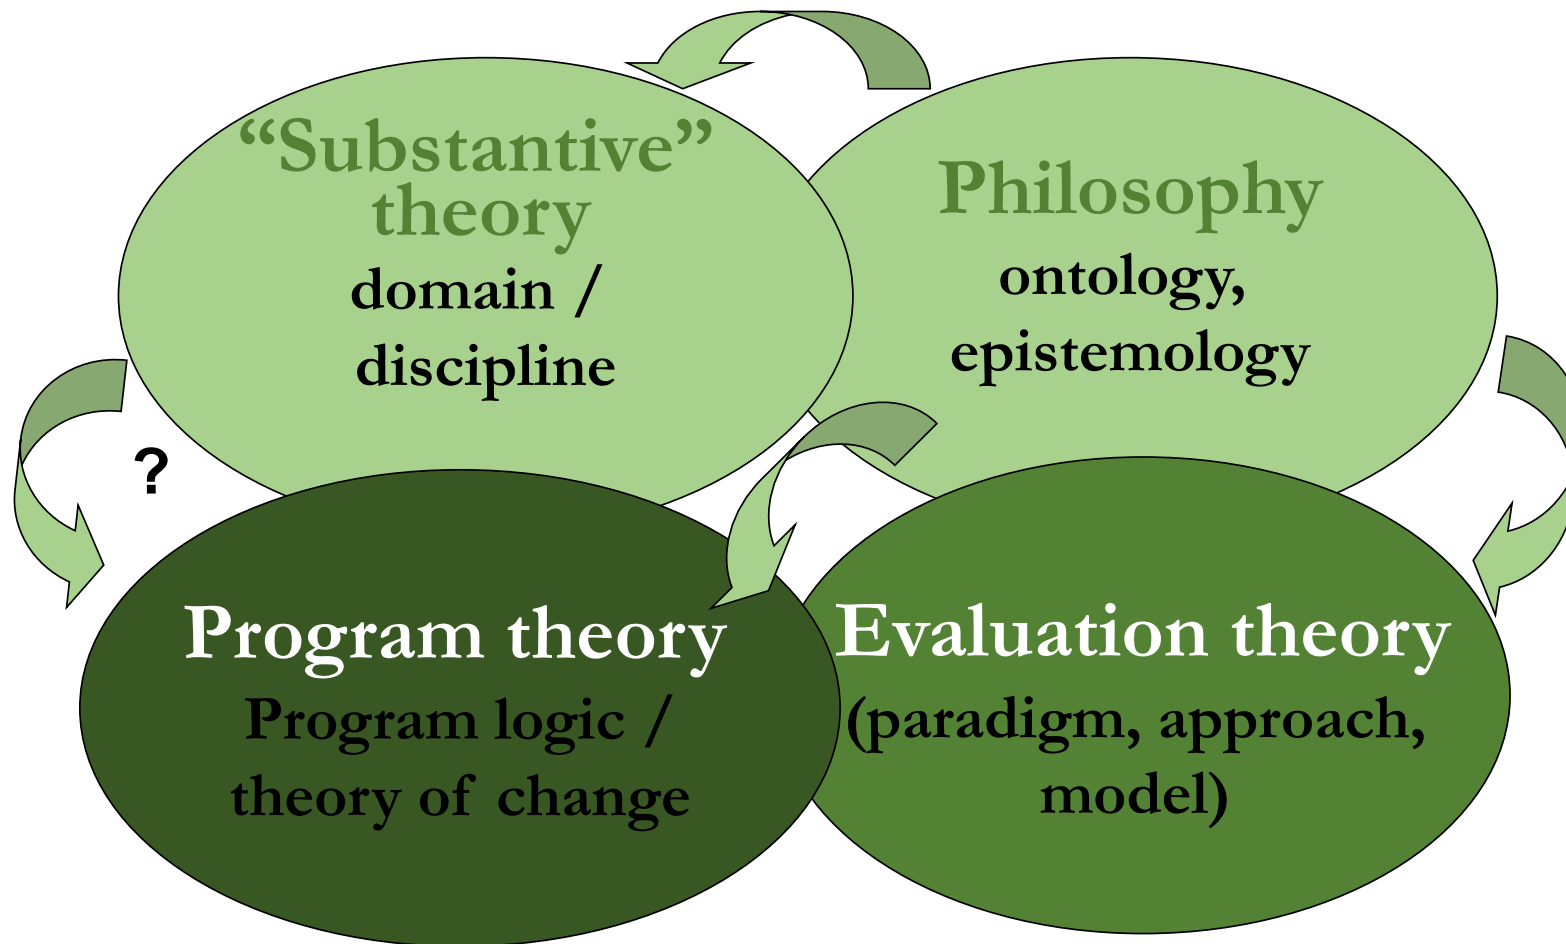 “Substantive”
theory
domain /
discipline
Philosophy
ontology,
epistemology
?
Program theory
Program logic /
theory of change
Evaluation theory
(paradigm, approach,
model)